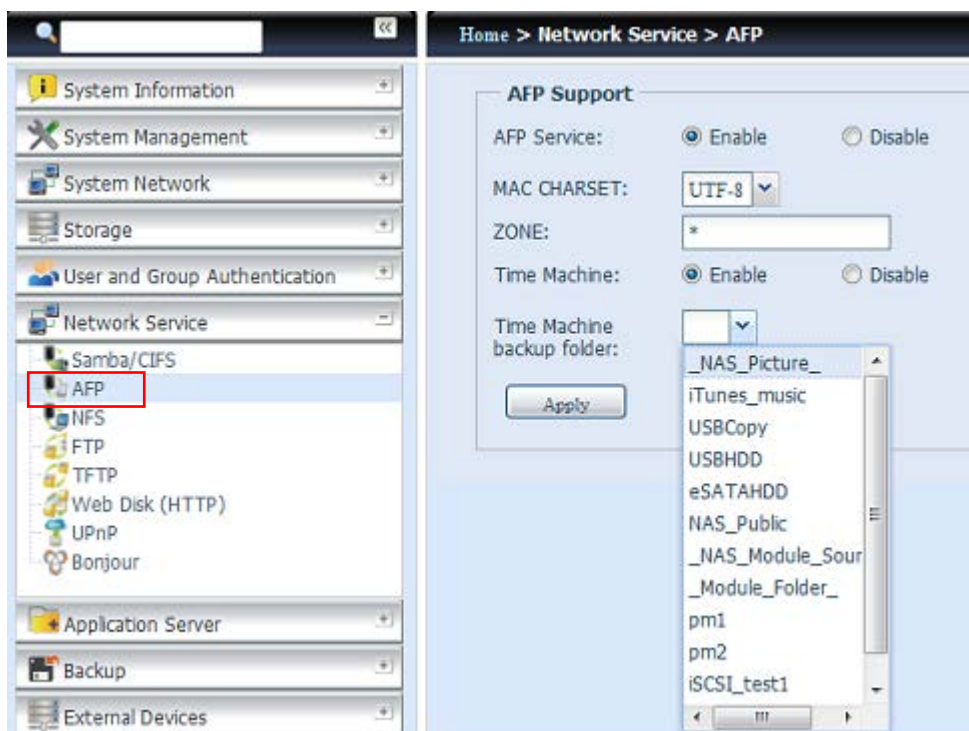 Home > Network Service > AFP
System Information
System Management
System Network
Storage
User and Group Authentication
Network Service
Samba/CIFS
AFP
NFS
FTP
TFTP
Web Disk (HTTP)
UPnP
Bonjour
Application Server
Backup
External Devices
AFP Support
AFP Service: Enable Disable
MAC CHARSET: UTF-8
ZONE: *
Time Machine: Enable Disable
Time Machine
backup folder:
_NAS_Picture_
iTunes_music
USBCopy
USBHDD
eSATAHDD
NAS_Public
_NAS_Module_Sour
_Module_Folder_
pm1
pm2
iSCSI_test1
Apply